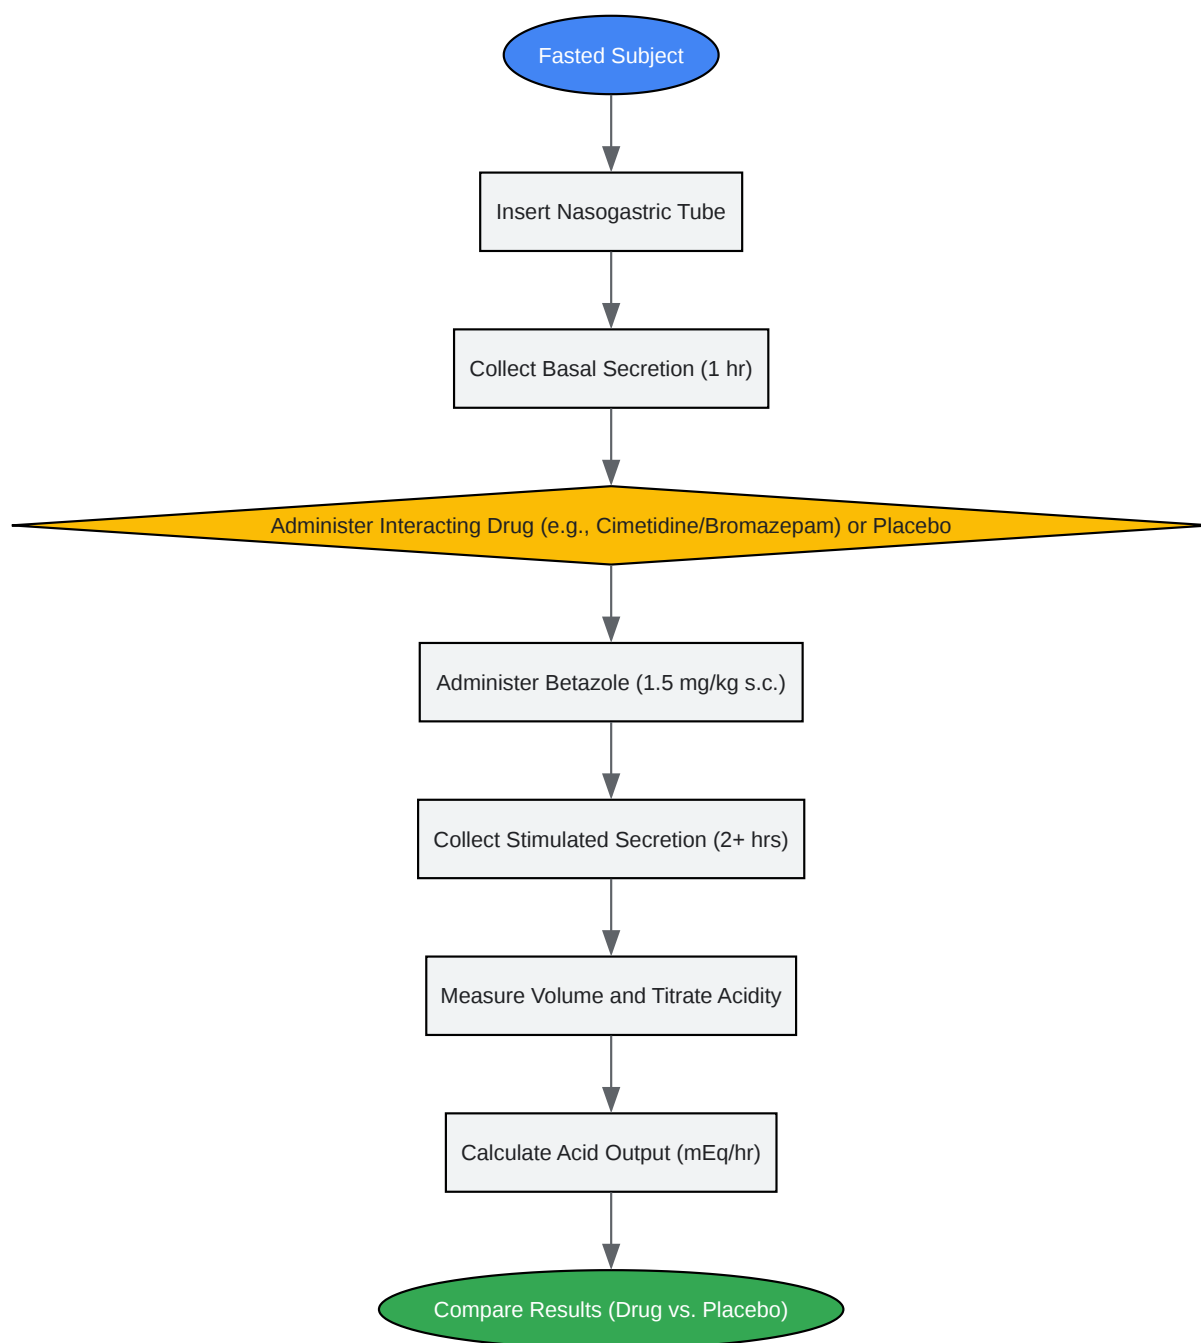 Fasted Subject
Insert Nasogastric Tube
Collect Basal Secretion (1 hr)
Administer Interacting Drug (e.g., Cimetidine/Bromazepam) or Placebo
Administer Betazole (1.5 mg/kg s.c.)
Collect Stimulated Secretion (2+ hrs)
Measure Volume and Titrate Acidity
Calculate Acid Output (mEq/hr)
Compare Results (Drug vs. Placebo)